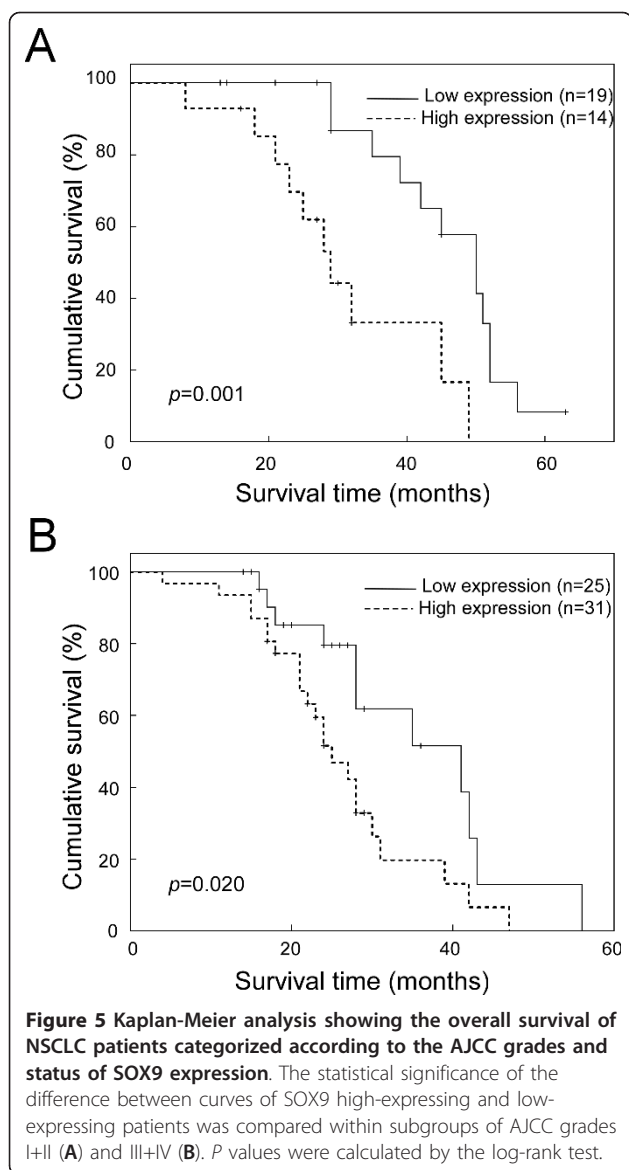 A
100
80
60
40
20
0
Cumulative survival (%)
Low expression (n=19)
High expression (n=14)
p=0.001
0 20 40 60
Survival time (months)
B
100
80
60
40
20
0
Cumulative survival (%)
Low expression (n=25)
High expression (n=31)
p=0.020
20 40 60
Survival time (months)
Figure 5 Kaplan-Meier analysis showing the overall survival of
NSCLC patients categorized according to the AJCC grades and
status of SOX9 expression. The statistical significance of the
difference between curves of SOX9 high-expressing and low-
expressing patients was compared within subgroups of AJCC grades
I+II (A) and III+IV (B). P values were calculated by the log-rank test.